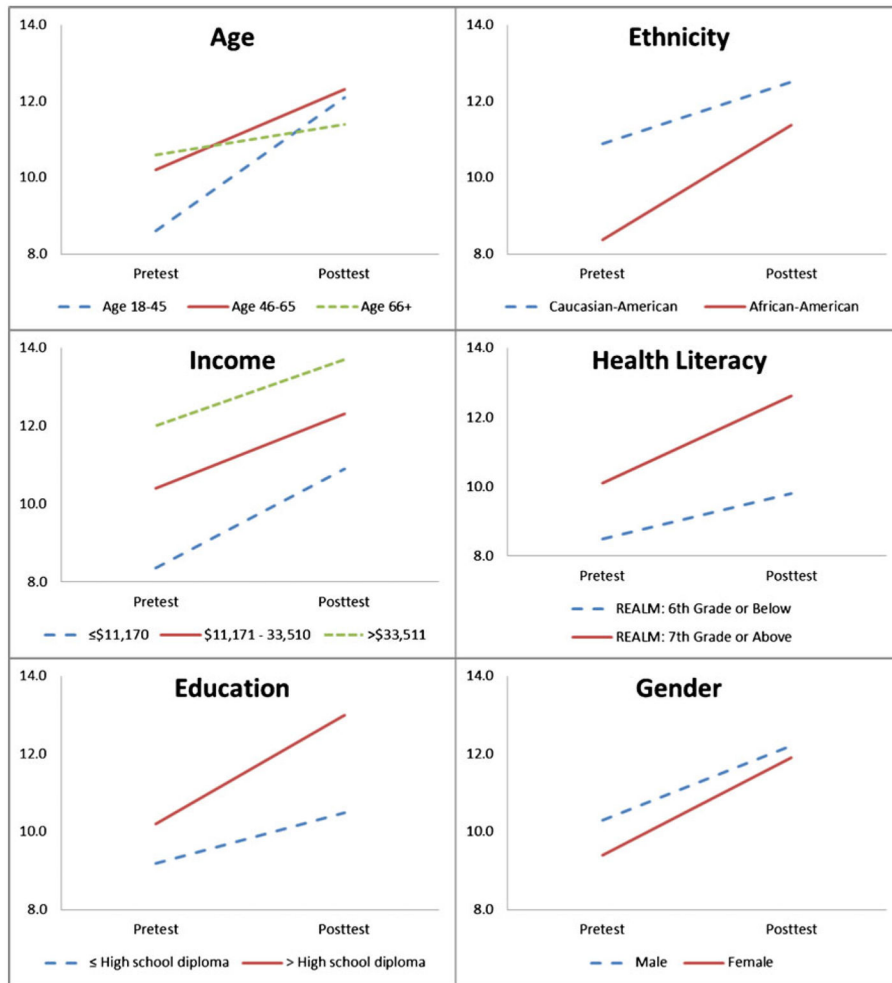 Age
14.0
12.0
10.0
8.0
Pretest Posttest
Age 18-45 Age 46-65 Age 66+
Ethnicity
14.0
12.0
10.0
8.0
Pretest Posttest
Caucasian-American African-American
Income
14.0
12.0
10.0
8.0
Pretest Posttest
≤$11,170 $11,171 - 33,510 >$33,511
Health Literacy
14.0
12.0
10.0
8.0
Pretest Posttest
REALM: 6th Grade or Below
REALM: 7th Grade or Above
Education
14.0
12.0
10.0
8.0
Pretest Posttest
≤ High school diploma > High school diploma
Gender
14.0
12.0
10.0
8.0
Pretest Posttest
Male Female